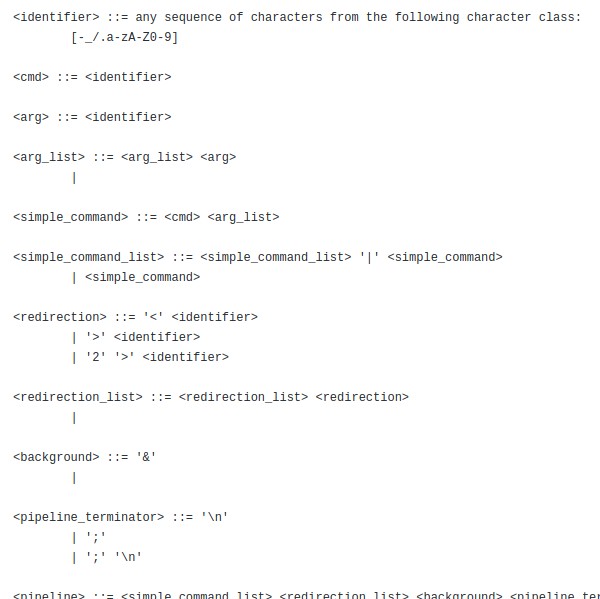 <identifier> ::= any sequence of characters from the following character class:
[-_/.a-zA-Z0-9]
<cmd> ::= <identifier>
<arg> ::= <identifier>
<arg_list> ::= <arg_list> <arg>
|
<simple_command> ::= <cmd> <arg_list>
<simple_command_list> ::= <simple_command_list> '|' <simple_command>
| <simple_command>
<redirection> ::= '<' <identifier>
| '>' <identifier>
| '2' '>' <identifier>
<redirection_list> ::= <redirection_list> <redirection>
|
<background> ::= '&'
|
<pipeline_terminator> ::= '\n'
| ';'
| ';' '\n'
<pipeline> ::= <simple_command_list> <redirection_list> <background> <pipeline_ter